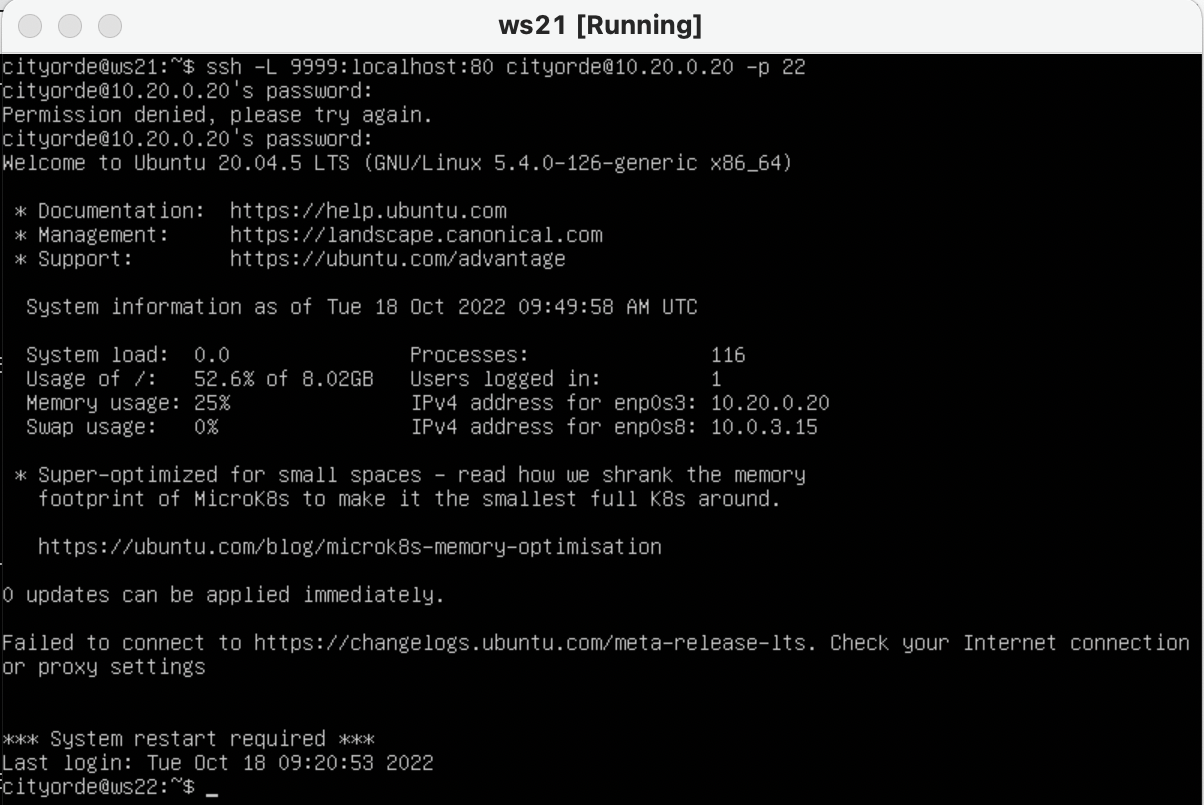 ws21 [Running]
cityorde@ws21:~$ ssh -L 9999:localhost:80 cityorde@10.20.0.20 -p 22
cityorde@10.20.0.20's password:
Permission denied, please try again.
cityorde@10.20.0.20's password:
Welcome to Ubuntu 20.04.5 LTS (GNU/Linux 5.4.0-126-generic x86_64)
* Documentation:  https://help.ubuntu.com
* Management:     https://landscape.canonical.com
* Support:        https://ubuntu.com/advantage
System information as of Tue 18 Oct 2022 09:49:58 AM UTC
System load:  0.0               Processes:               116
Usage of /:   52.6% of 8.02GB   Users logged in:         1
Memory usage: 25%               IPv4 address for enp0s3: 10.20.0.20
Swap usage:   0%                IPv4 address for enp0s8: 10.0.3.15
* Super-optimized for small spaces - read how we shrank the memory
footprint of MicroK8s to make it the smallest full K8s around.
https://ubuntu.com/blog/microk8s-memory-optimisation
0 updates can be applied immediately.
Failed to connect to https://changelogs.ubuntu.com/meta-release-lts. Check your Internet connection
or proxy settings
*** System restart required ***
Last login: Tue Oct 18 09:20:53 2022
cityorde@ws22:~$ _